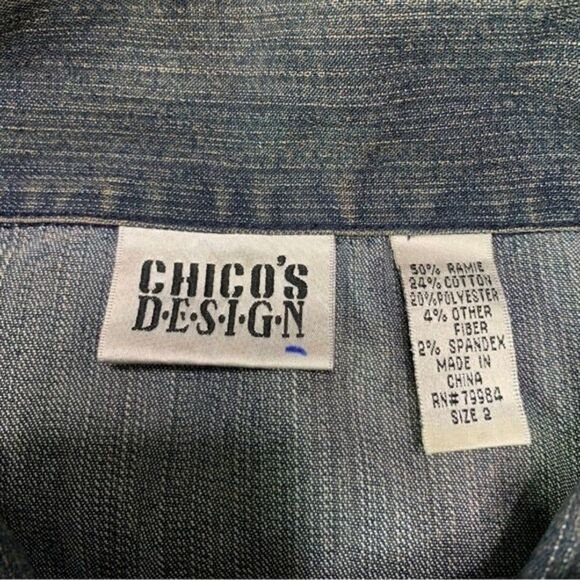 CHICO'S
D•E•S•I•G•N
50% RAMIE
24% COTTON
20% POLYESTER
4% OTHER
FIBER
2% SPANDEX
MADE IN
CHINA
RN# 79984
SIZE 2